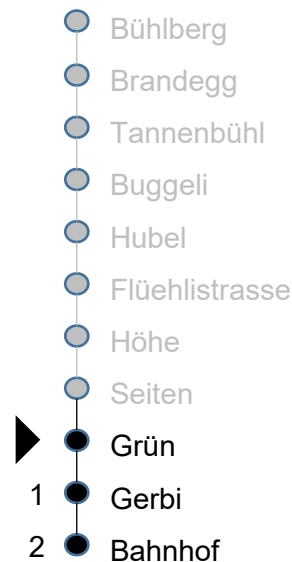 Bühlberg
Brandegg
Tannenbühl
Buggeli
Hubel
Flüehlistrasse
Höhe
Seiten
Grün
1 Gerbi
2 Bahnhof